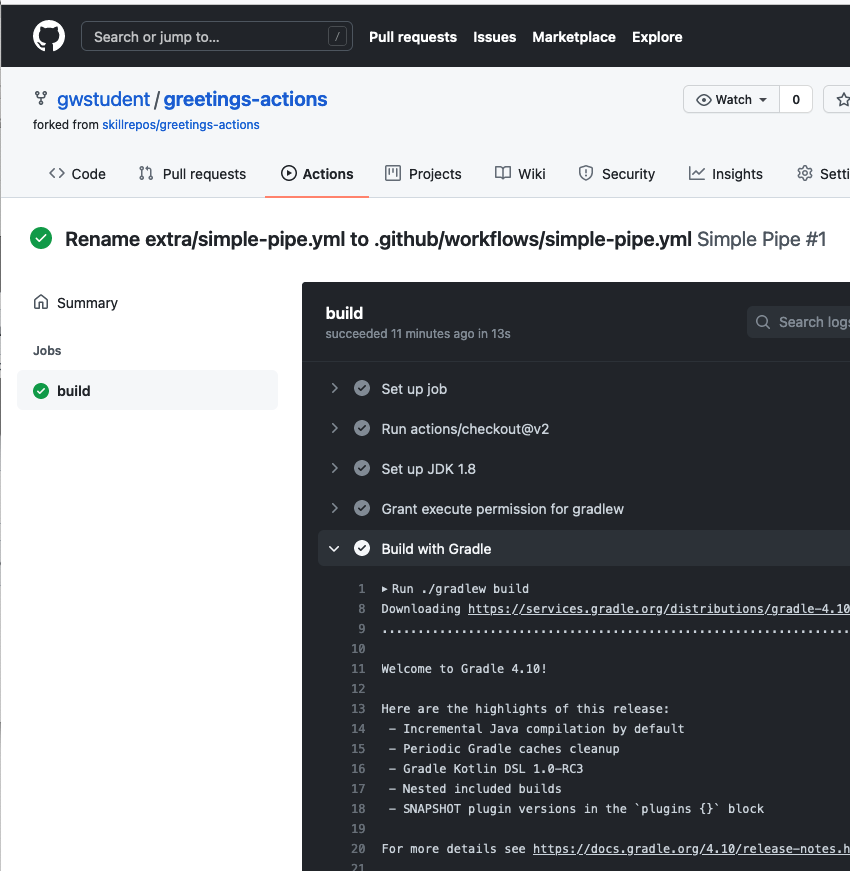 Search or jump to... / Pull requests Issues Marketplace Explore
gwstudent / greetings-actions Watch 0
forked from skillrepos/greetings-actions
Code Pull requests Actions Projects Wiki Security Insights Setti
Rename extra/simple-pipe.yml to .github/workflows/simple-pipe.yml Simple Pipe #1
Summary
Jobs
build
build
succeeded 11 minutes ago in 13s
Search logs
Set up job
Run actions/checkout@v2
Set up JDK 1.8
Grant execute permission for gradlew
Build with Gradle
1 ▸ Run ./gradlew build
8 Downloading https://services.gradle.org/distributions/gradle-4.10
9 ................................................................
10
11 Welcome to Gradle 4.10!
12
13 Here are the highlights of this release:
14 - Incremental Java compilation by default
15 - Periodic Gradle caches cleanup
16 - Gradle Kotlin DSL 1.0-RC3
17 - Nested included builds
18 - SNAPSHOT plugin versions in the `plugins {}` block
19
20 For more details see https://docs.gradle.org/4.10/release-notes.h
21